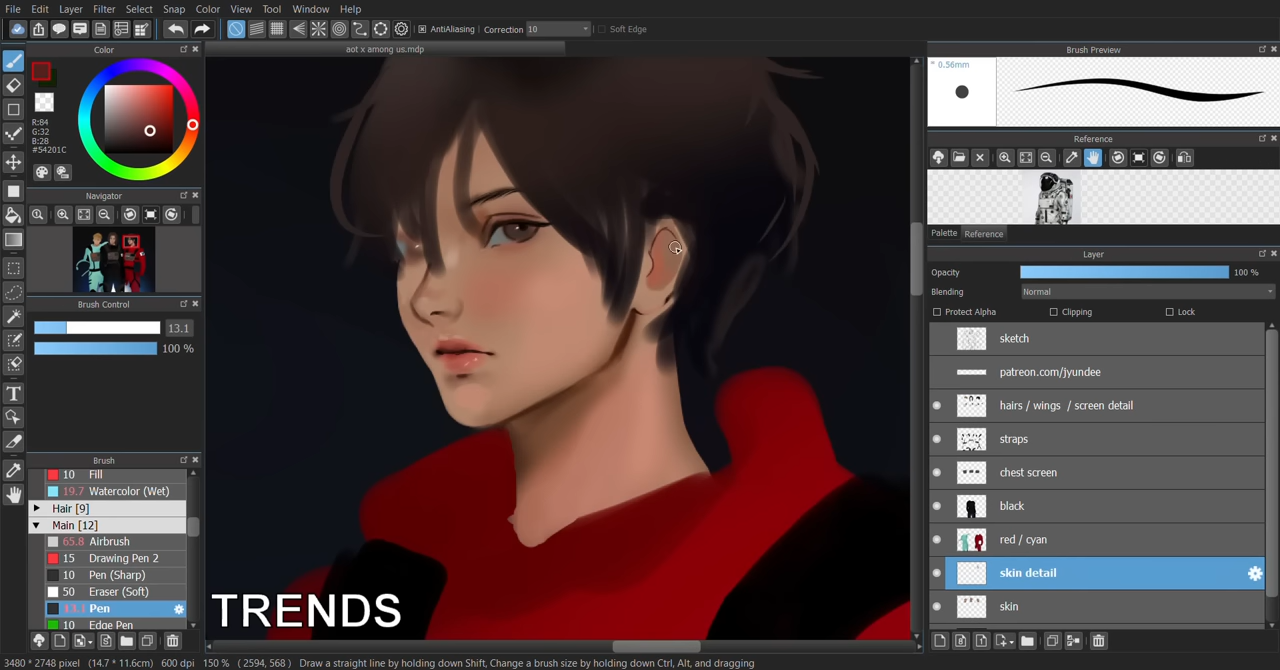 File Edit Layer Filter Select Snap Color View Tool Window Help
AntiAliasing Correction 10 Soft Edge
Color
aot x among us.mdp
Brush Preview
* 0.56mm
R:84
G:32
B:28
#54201C
Reference
Navigator
Palette Reference
Layer
Opacity 100 %
Blending Normal
Protect Alpha Clipping Lock
Brush Control
13.1
100 %
sketch
patreon.com/jyundee
hairs / wings / screen detail
straps
chest screen
black
red / cyan
skin detail
skin
Brush
10 Fill
19.7 Watercolor (Wet)
Hair [9]
Main [12]
65.8 Airbrush
15 Drawing Pen 2
10 Pen (Sharp)
50 Eraser (Soft)
13.1 Pen
10 Edge Pen
TRENDS
3480 * 2748 pixel (14.7 * 11.6cm) 600 dpi 150 % ( 2594, 568 ) Draw a straight line by holding down Shift, Change a brush size by holding down Ctrl, Alt, and dragging